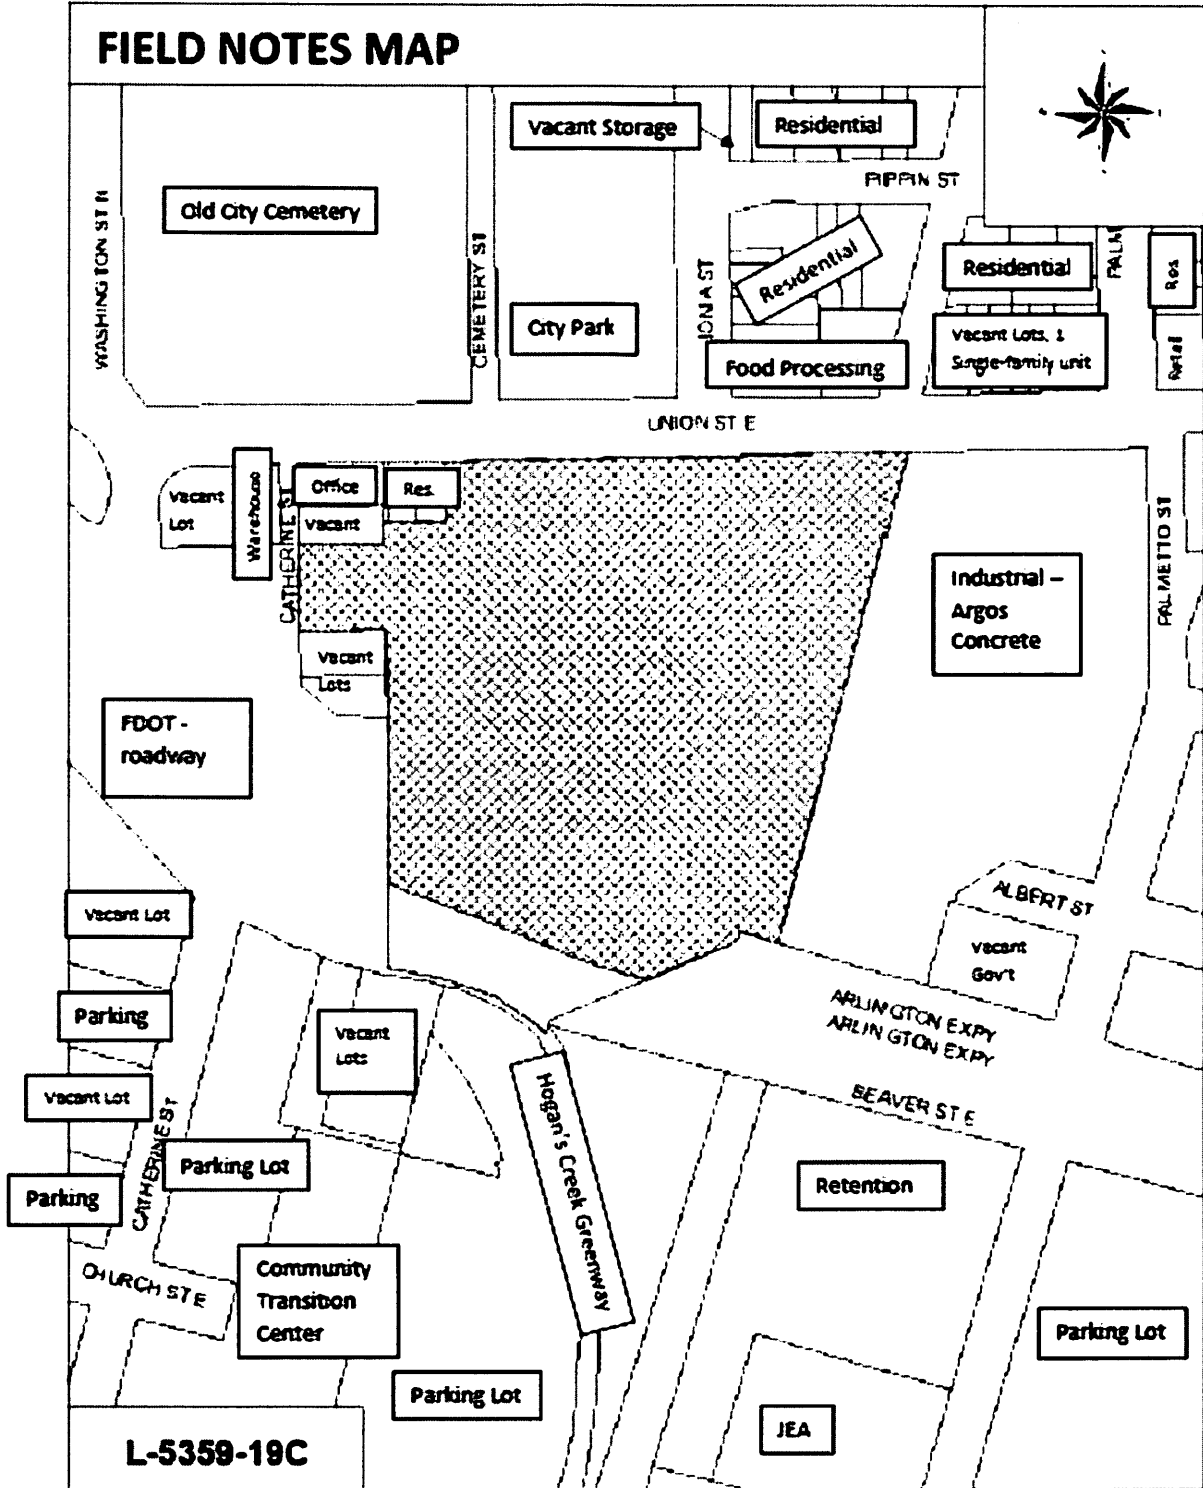 FIELD NOTES MAP
Vacant Storage
Residential
PIPPIN ST
Old City Cemetery
WASHINGTON ST N
CEMETERY ST
City Park
IONIA ST
Residential
Residential
PALM
Res
Food Processing
Vacant Lots, 1
Single-family unit
Retail
UNION ST E
Vacant
Lot
Warehouse
CATHERINE ST
Office
Res.
Vacant
Vacant
Lots
Industrial –
Argos
Concrete
PALMETTO ST
FDOT -
roadway
Vacant Lot
Parking
Vacant Lot
Parking
CATHERINE ST
Parking Lot
Vacant
Lots
ALBERT ST
Vacant
Gov't
ARLINGTON EXPY
ARLINGTON EXPY
BEAVER ST E
Hogan's Creek Greenway
Retention
CHURCH ST E
Community
Transition
Center
Parking Lot
Parking Lot
JEA
L-5359-19C